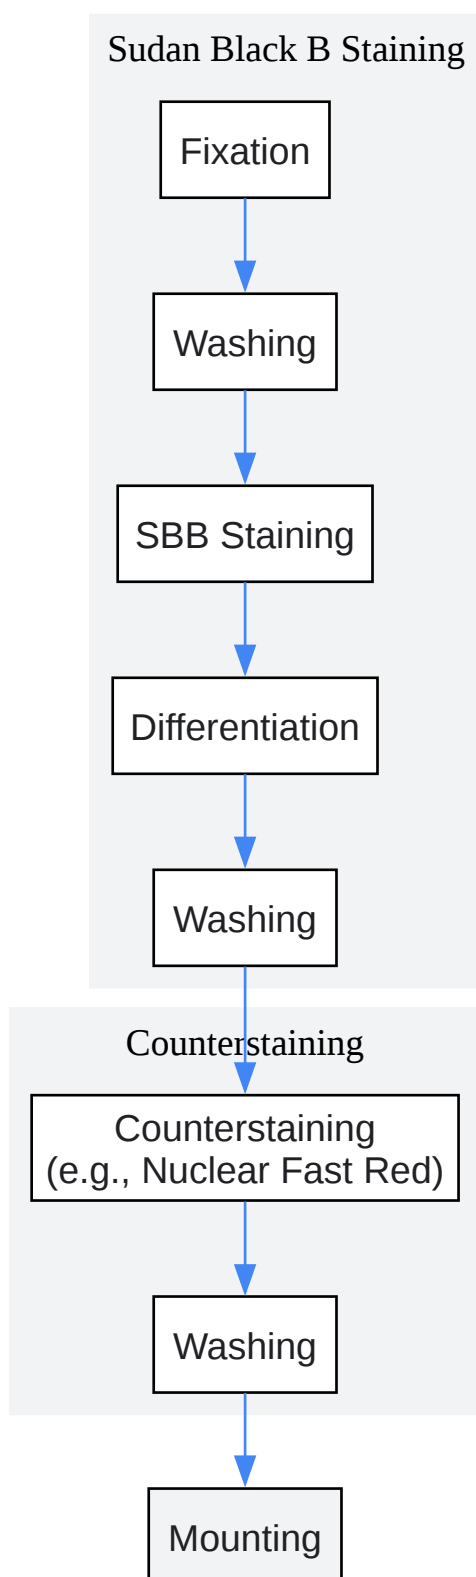 Sudan Black B Staining
Fixation
Washing
SBB Staining
Differentiation
Washing
Counterstaining
Counterstaining
(e.g., Nuclear Fast Red)
Washing
Mounting